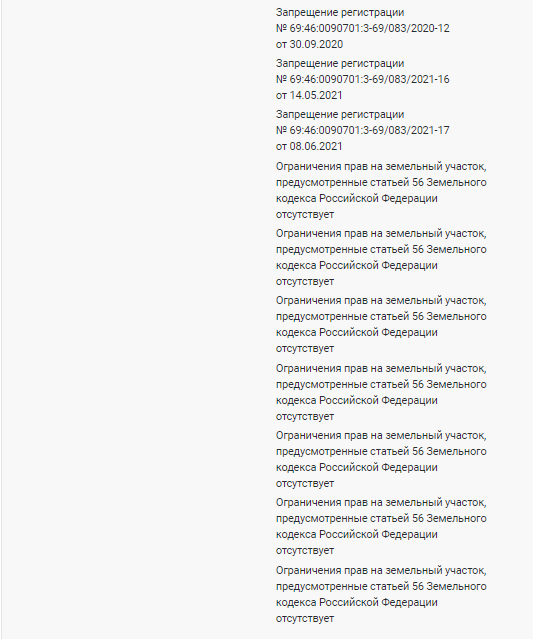 Запрещение регистрации
№ 69:46:0090701:3-69/083/2020-12
от 30.09.2020
Запрещение регистрации
№ 69:46:0090701:3-69/083/2021-16
от 14.05.2021
Запрещение регистрации
№ 69:46:0090701:3-69/083/2021-17
от 08.06.2021
Ограничения прав на земельный участок,
предусмотренные статьей 56 Земельного
кодекса Российской Федерации
отсутствует
Ограничения прав на земельный участок,
предусмотренные статьей 56 Земельного
кодекса Российской Федерации
отсутствует
Ограничения прав на земельный участок,
предусмотренные статьей 56 Земельного
кодекса Российской Федерации
отсутствует
Ограничения прав на земельный участок,
предусмотренные статьей 56 Земельного
кодекса Российской Федерации
отсутствует
Ограничения прав на земельный участок,
предусмотренные статьей 56 Земельного
кодекса Российской Федерации
отсутствует
Ограничения прав на земельный участок,
предусмотренные статьей 56 Земельного
кодекса Российской Федерации
отсутствует
Ограничения прав на земельный участок,
предусмотренные статьей 56 Земельного
кодекса Российской Федерации
отсутствует